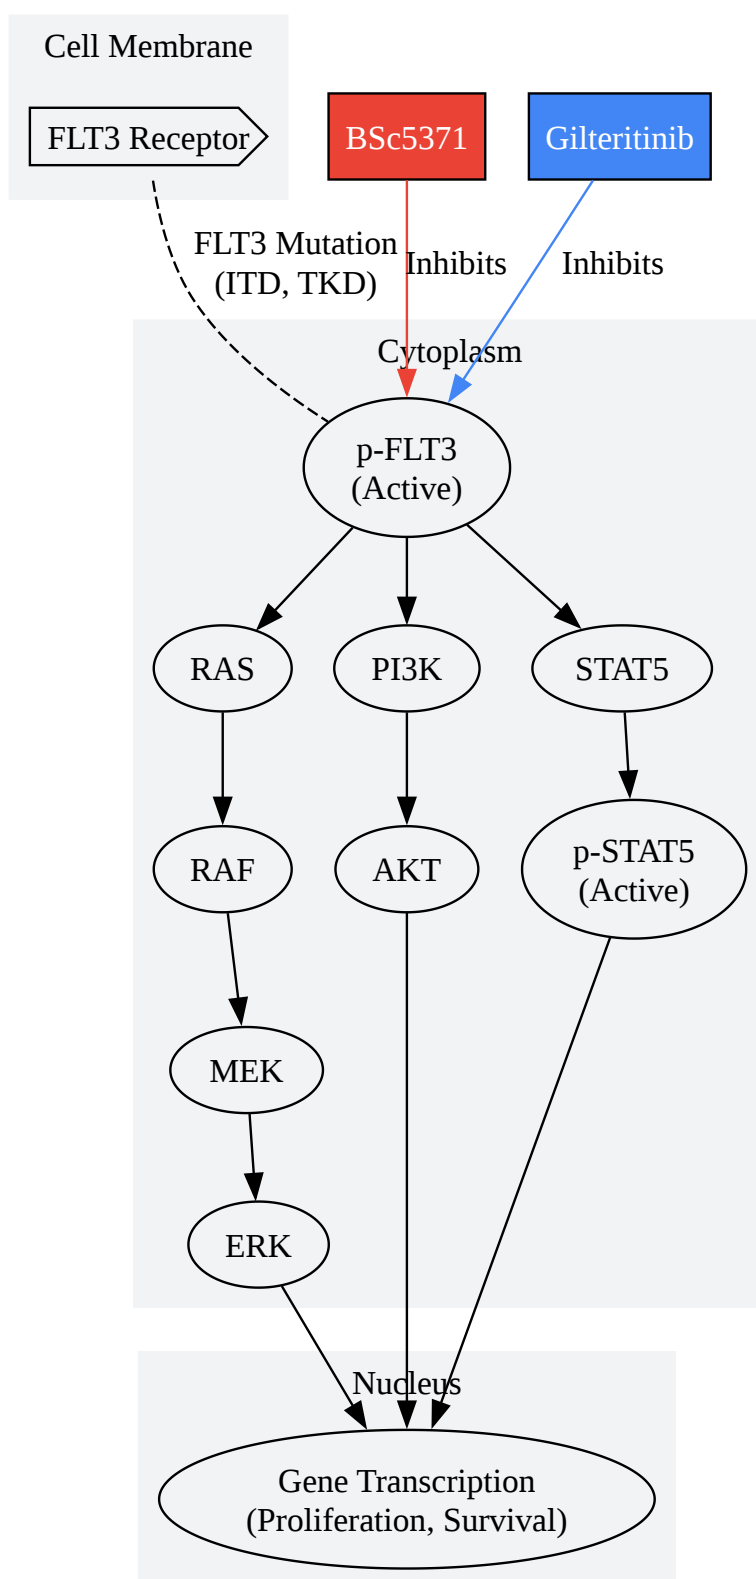 Cell Membrane
FLT3 Receptor
BSc5371
Gilteritinib
FLT3 Mutation
(ITD, TKD)
Inhibits
Inhibits
Cytoplasm
p-FLT3
(Active)
RAS
PI3K
STAT5
RAF
AKT
p-STAT5
(Active)
MEK
ERK
Nucleus
Gene Transcription
(Proliferation, Survival)